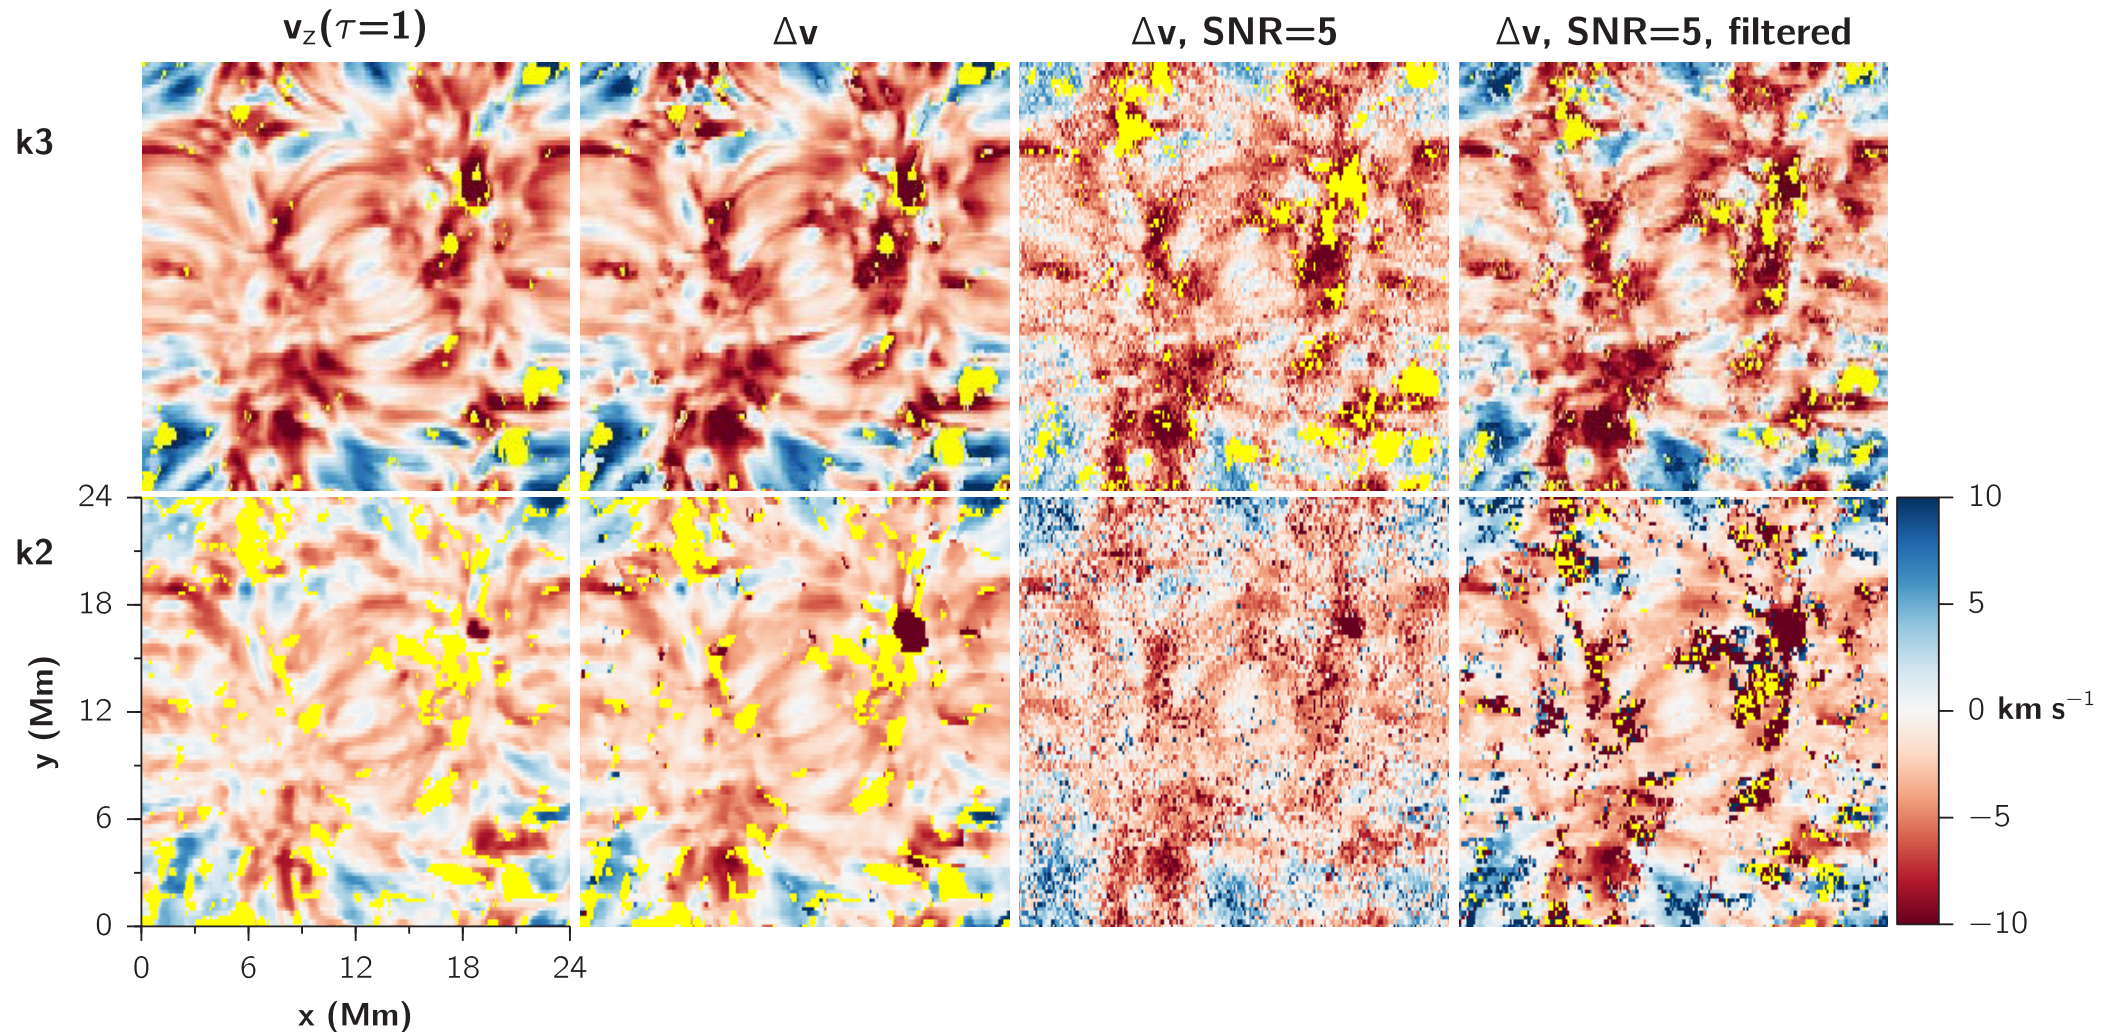 v_z(τ=1)
Δv
Δv, SNR=5
Δv, SNR=5, filtered
k3
k2
24
18
12
6
0
y (Mm)
0
6
12
18
24
x (Mm)
10
5
0 km s⁻¹
−5
−10